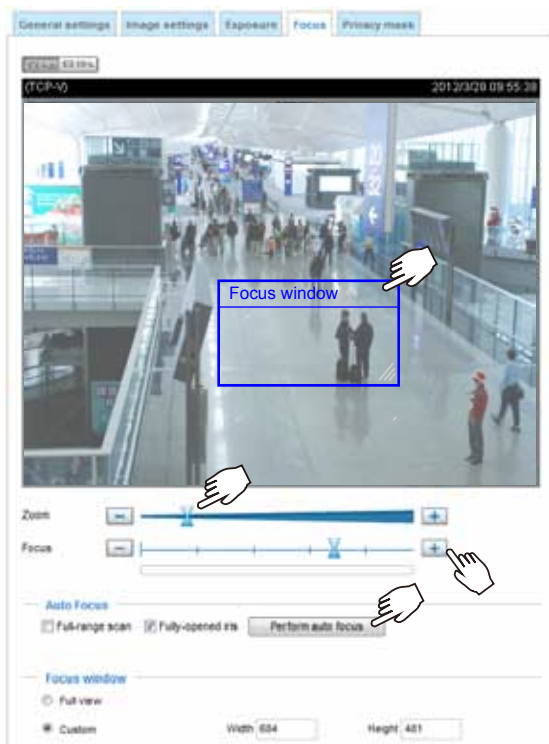 General settings Image settings Exposure Focus Privacy mask
(TCP-V) 2012/3/20 09:55:38
Focus window
Zoom
Focus
Auto Focus
Full-range scan Fully-opened iris Perform auto focus
Focus window
Full view
Custom Width 684 Height 481